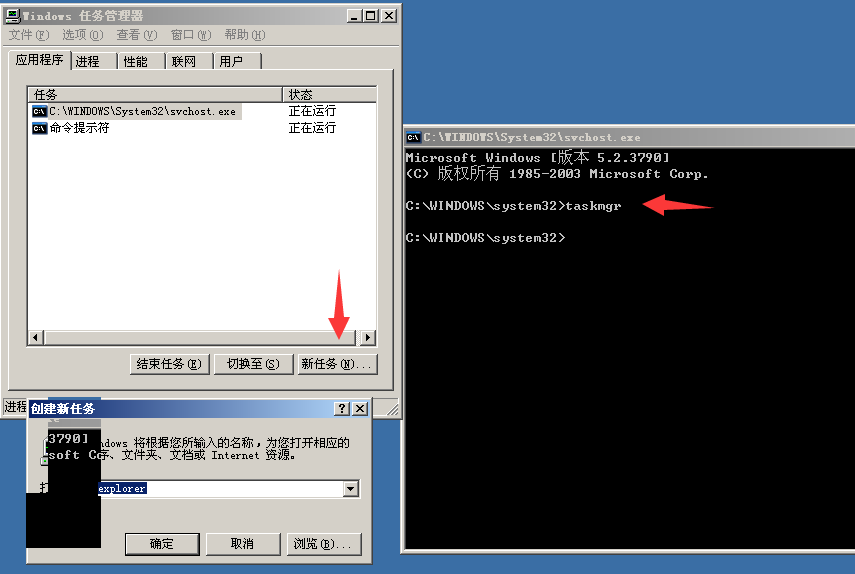 Windows 任务管理器
文件(F) 选项(O) 查看(V) 窗口(W) 帮助(H)
应用程序 进程 性能 联网 用户
任务 状态
C:\WINDOWS\System32\svchost.exe 正在运行
命令提示符 正在运行
结束任务(E) 切换至(S) 新任务(N)...
进程
创建新任务
3790]
ndows 将根据您所输入的名称，为您打开相应的
soft Co
序、文件夹、文档或 Internet 资源。
explorer
确定 取消 浏览(B)...
C:\WINDOWS\System32\svchost.exe
Microsoft Windows [版本 5.2.3790]
(C) 版权所有 1985-2003 Microsoft Corp.
C:\WINDOWS\system32>taskmgr
C:\WINDOWS\system32>